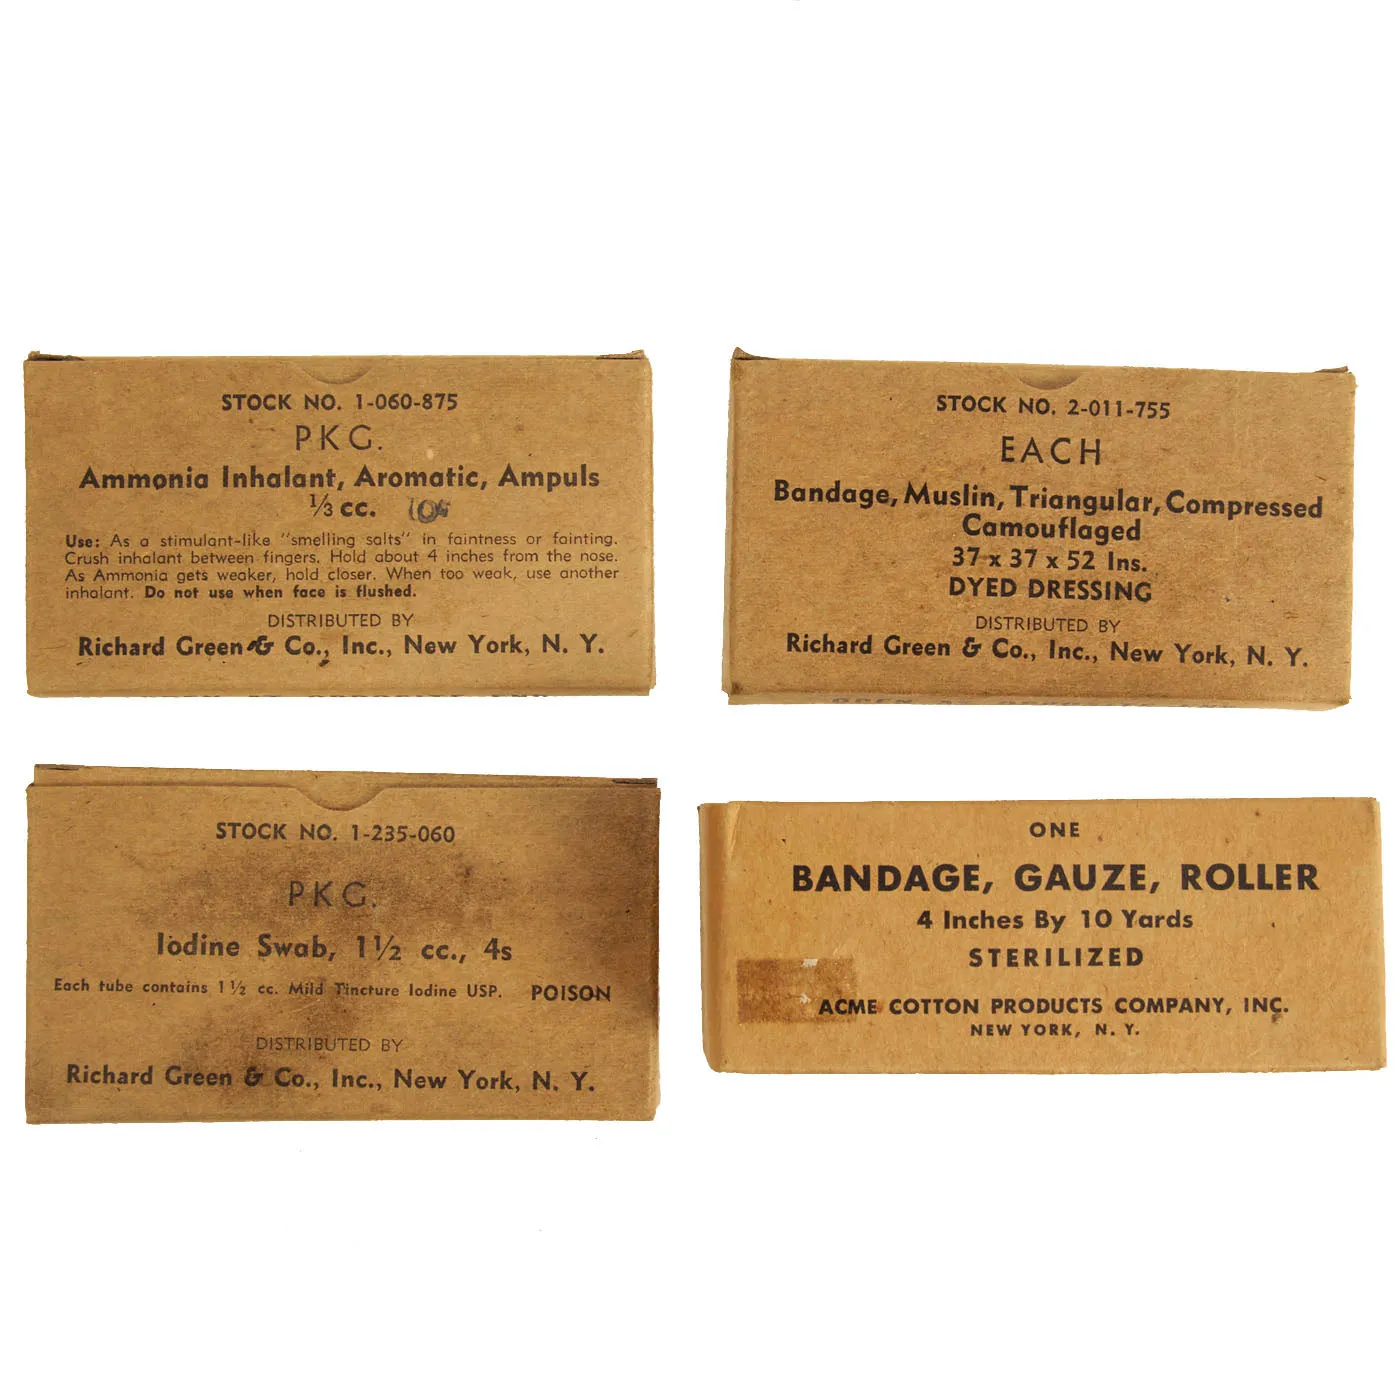 STOCK NO. 1-060-875
PKG.
Ammonia Inhalant, Aromatic, Ampuls
⅓ cc. 10s
Use: As a stimulant-like "smelling salts" in faintness or fainting.
Crush inhalant between fingers. Hold about 4 inches from the nose.
As Ammonia gets weaker, hold closer. When too weak, use another
inhalant. Do not use when face is flushed.
DISTRIBUTED BY
Richard Green & Co., Inc., New York, N. Y.
STOCK NO. 2-011-755
EACH
Bandage, Muslin, Triangular, Compressed
Camouflaged
37 x 37 x 52 Ins.
DYED DRESSING
DISTRIBUTED BY
Richard Green & Co., Inc., New York, N. Y.
STOCK NO. 1-235-060
PKG.
Iodine Swab, 1½ cc., 4s
Each tube contains 1½ cc. Mild Tincture Iodine USP. POISON
DISTRIBUTED BY
Richard Green & Co., Inc., New York, N. Y.
ONE
BANDAGE, GAUZE, ROLLER
4 Inches By 10 Yards
STERILIZED
ACME COTTON PRODUCTS COMPANY, INC.
NEW YORK, N. Y.